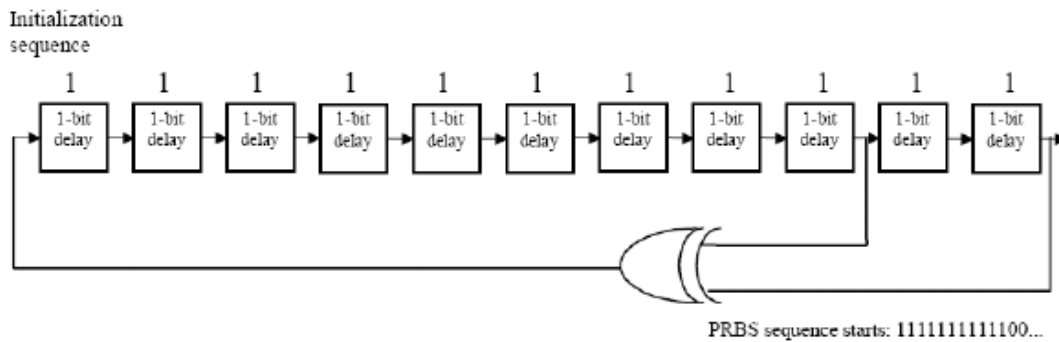 Initialization
sequence
1 1 1 1 1 1 1 1 1 1 1
1-bit 1-bit 1-bit 1-bit 1-bit 1-bit 1-bit 1-bit 1-bit 1-bit 1-bit
delay delay delay delay delay delay delay delay delay delay delay
PRBS sequence starts: 1111111111100...